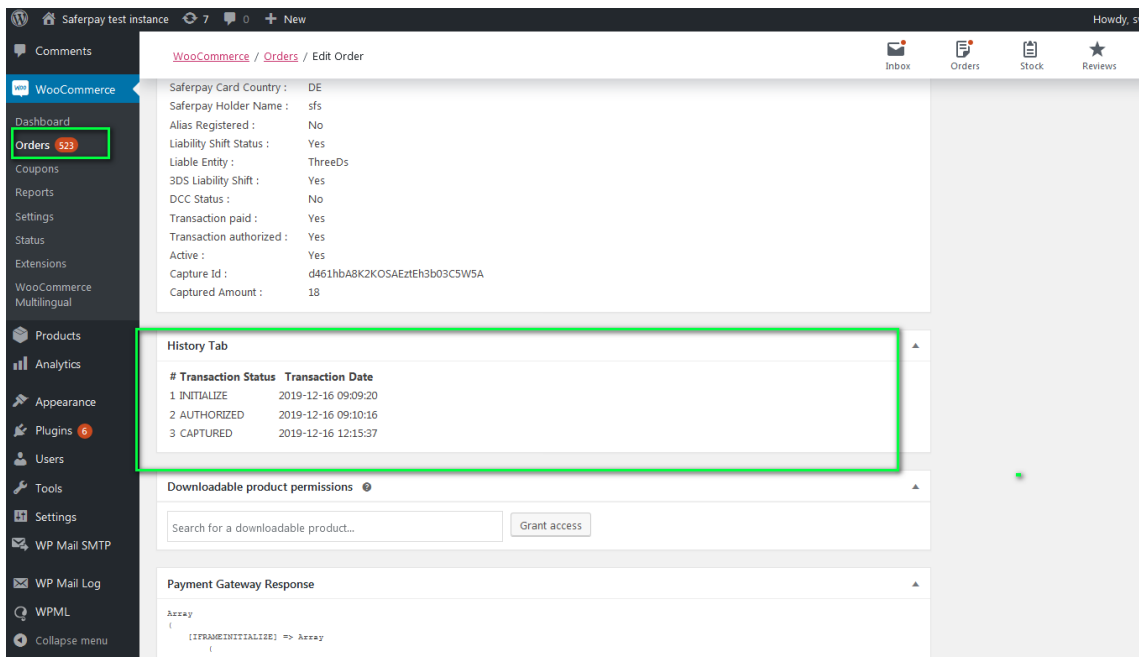 Saferpay test instance 7 0 + New
Howdy,
Comments
WooCommerce
Dashboard
Orders 523
Coupons
Reports
Settings
Status
Extensions
WooCommerce
Multilingual
Products
Analytics
Appearance
Plugins 6
Users
Tools
Settings
WP Mail SMTP
WP Mail Log
WPML
Collapse menu
WooCommerce / Orders / Edit Order
Inbox
Orders
Stock
Reviews
Saferpay Card Country : DE
Saferpay Holder Name : sfs
Alias Registered : No
Liability Shift Status : Yes
Liable Entity : ThreeDs
3DS Liability Shift : Yes
DCC Status : No
Transaction paid : Yes
Transaction authorized : Yes
Active : Yes
Capture Id : d461hbA8K2KOSAEztEh3b03C5W5A
Captured Amount : 18
History Tab
# Transaction Status Transaction Date
1 INITIALIZE 2019-12-16 09:09:20
2 AUTHORIZED 2019-12-16 09:10:16
3 CAPTURED 2019-12-16 12:15:37
Downloadable product permissions
Search for a downloadable product...
Grant access
Payment Gateway Response
Array
(
[IFRAMEINITIALIZE] => Array
(